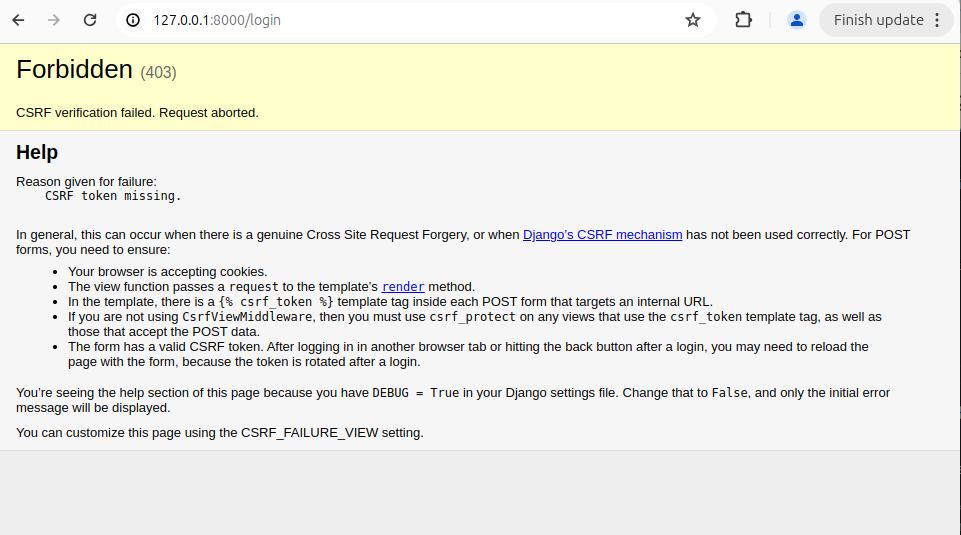 127.0.0.1:8000/login
Finish update
Forbidden (403)
CSRF verification failed. Request aborted.
Help
Reason given for failure:
CSRF token missing.
In general, this can occur when there is a genuine Cross Site Request Forgery, or when Django's CSRF mechanism has not been used correctly. For POST
forms, you need to ensure:
• Your browser is accepting cookies.
• The view function passes a request to the template's render method.
• In the template, there is a {% csrf_token %} template tag inside each POST form that targets an internal URL.
• If you are not using CsrfViewMiddleware, then you must use csrf_protect on any views that use the csrf_token template tag, as well as
those that accept the POST data.
• The form has a valid CSRF token. After logging in in another browser tab or hitting the back button after a login, you may need to reload the
page with the form, because the token is rotated after a login.
You're seeing the help section of this page because you have DEBUG = True in your Django settings file. Change that to False, and only the initial error
message will be displayed.
You can customize this page using the CSRF_FAILURE_VIEW setting.